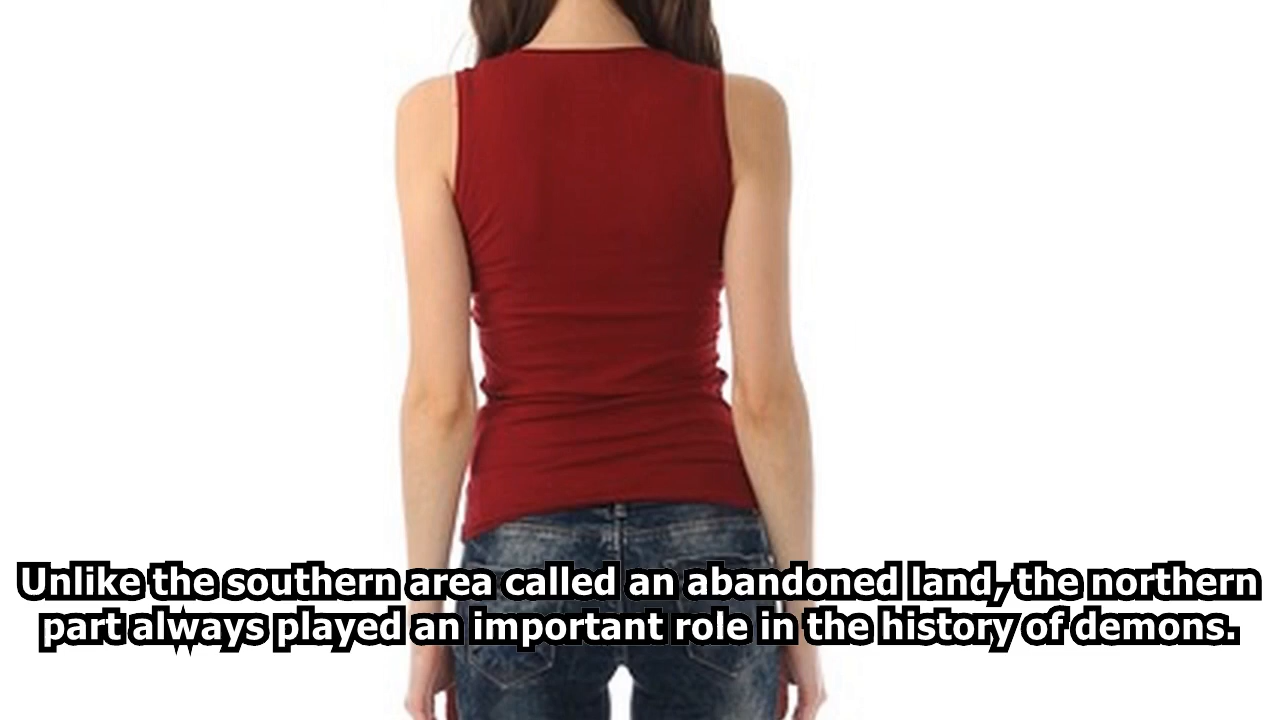 Unlike the southern area called an abandoned land, the northern
part always played an important role in the history of demons.